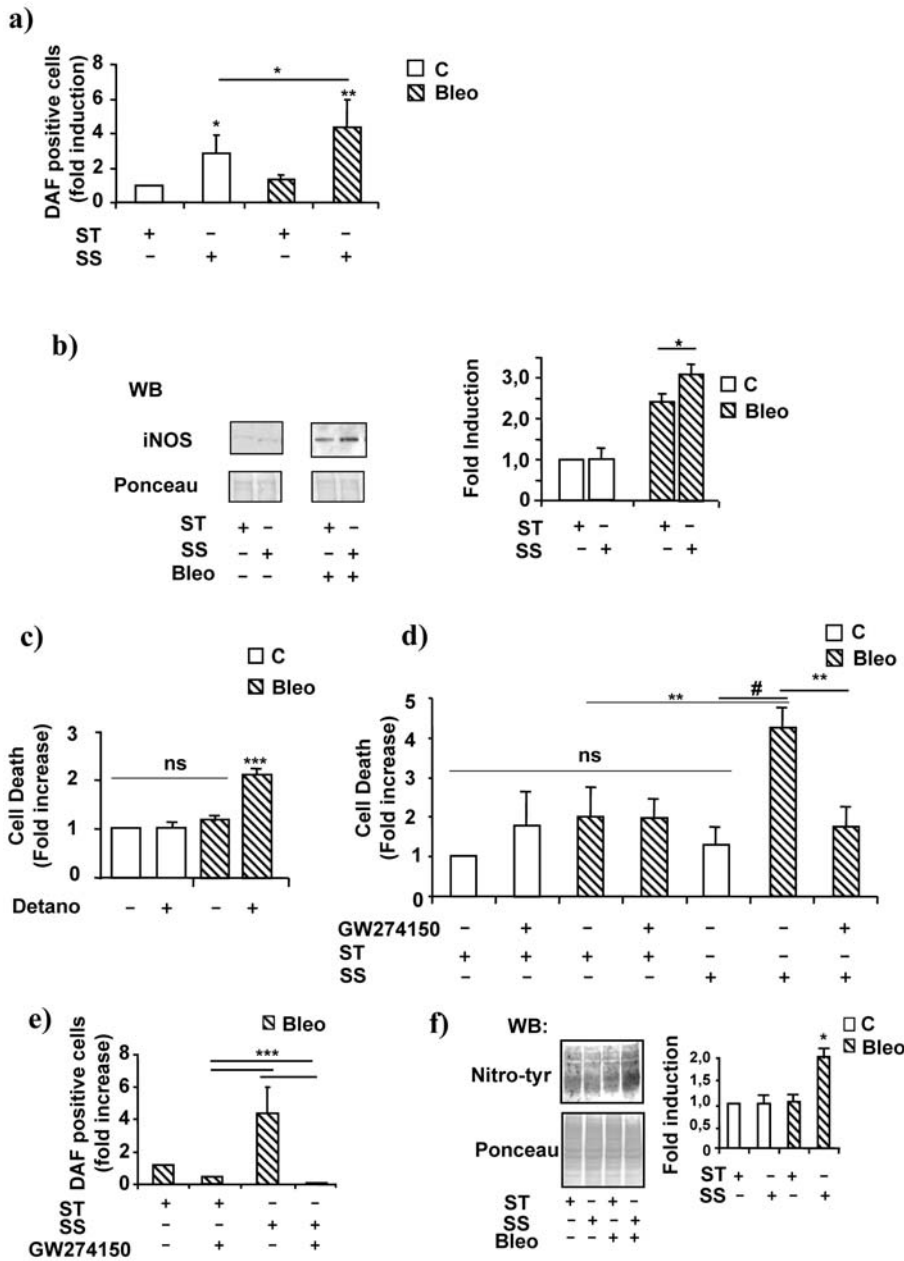 a)
DAF positive cells
(fold induction)
8
6
4
2
0
*
*
**
C
Bleo
ST + – + –
SS – + – +
b)
WB
iNOS
Ponceau
ST + – + –
SS – + – +
Bleo – – + +
Fold Induction
3,0
2,0
1,0
0
*
C
Bleo
ST + – + –
SS – + – +
c)
C
Bleo
Cell Death
(Fold increase)
3
2
1
0
ns
***
Detano – + – +
d)
C
Bleo
Cell Death
(Fold increase)
5
4
3
2
1
0
ns
**
#
**
GW274150 – + – + – – +
ST + + + + – – –
SS – – – – + + +
e)
Bleo
DAF positive cells
(fold increase)
8
6
4
2
0
***
ST + + – –
SS – – + +
GW274150 – + – +
f)
WB:
Nitro-tyr
Ponceau
ST + – + –
SS – + – +
Bleo – – + +
Fold induction
2,0
1,5
1,0
0,5
0
*
C
Bleo
ST + – + –
SS – + – +